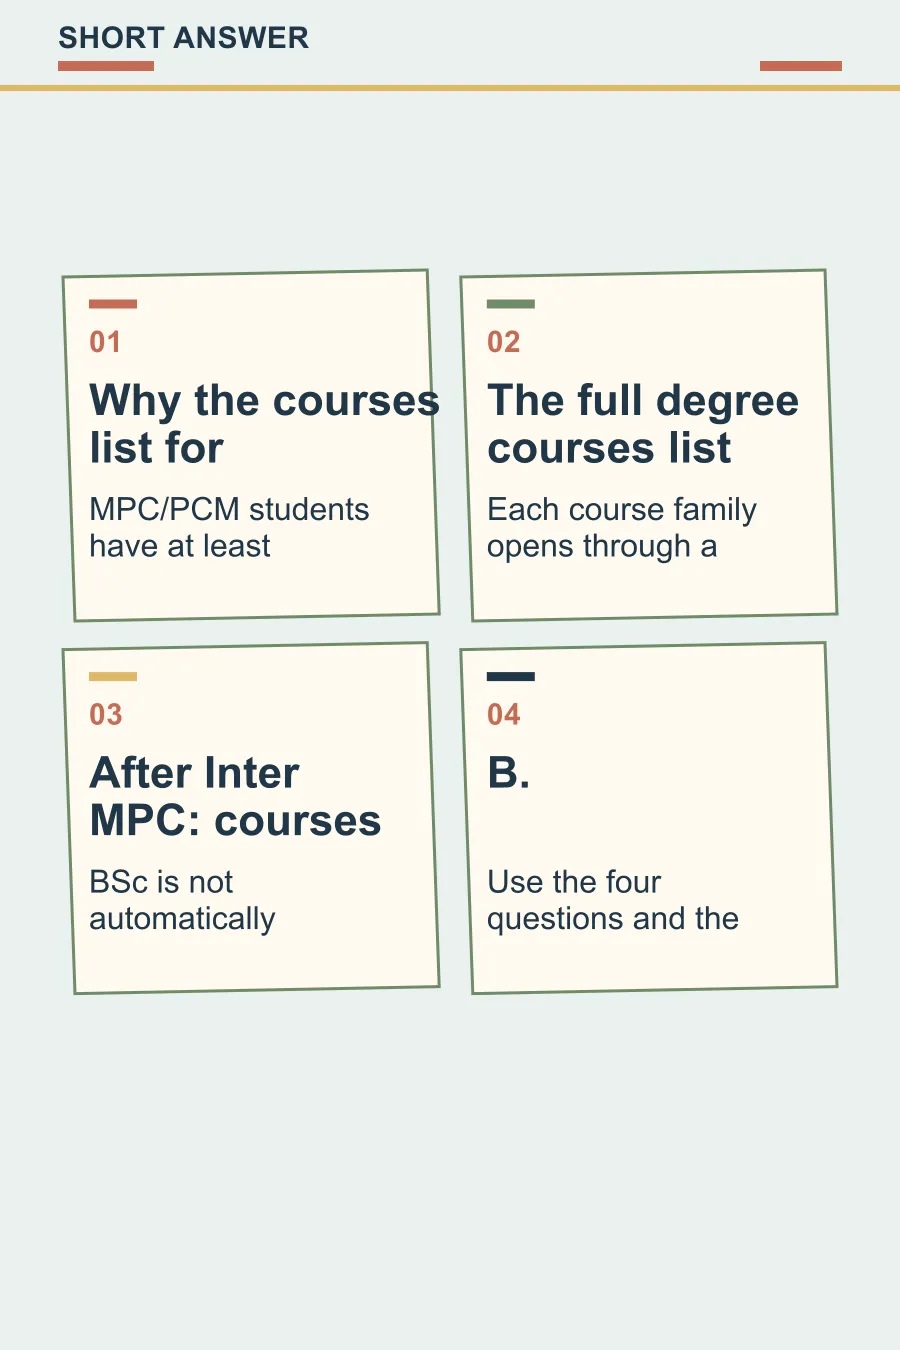 SHORT ANSWER
01
Why the courses
list for
MPC/PCM students
have at least
02
The full degree
courses list
Each course family
opens through a
03
After Inter
MPC: courses
BSc is not
automatically
04
B.
Use the four
questions and the